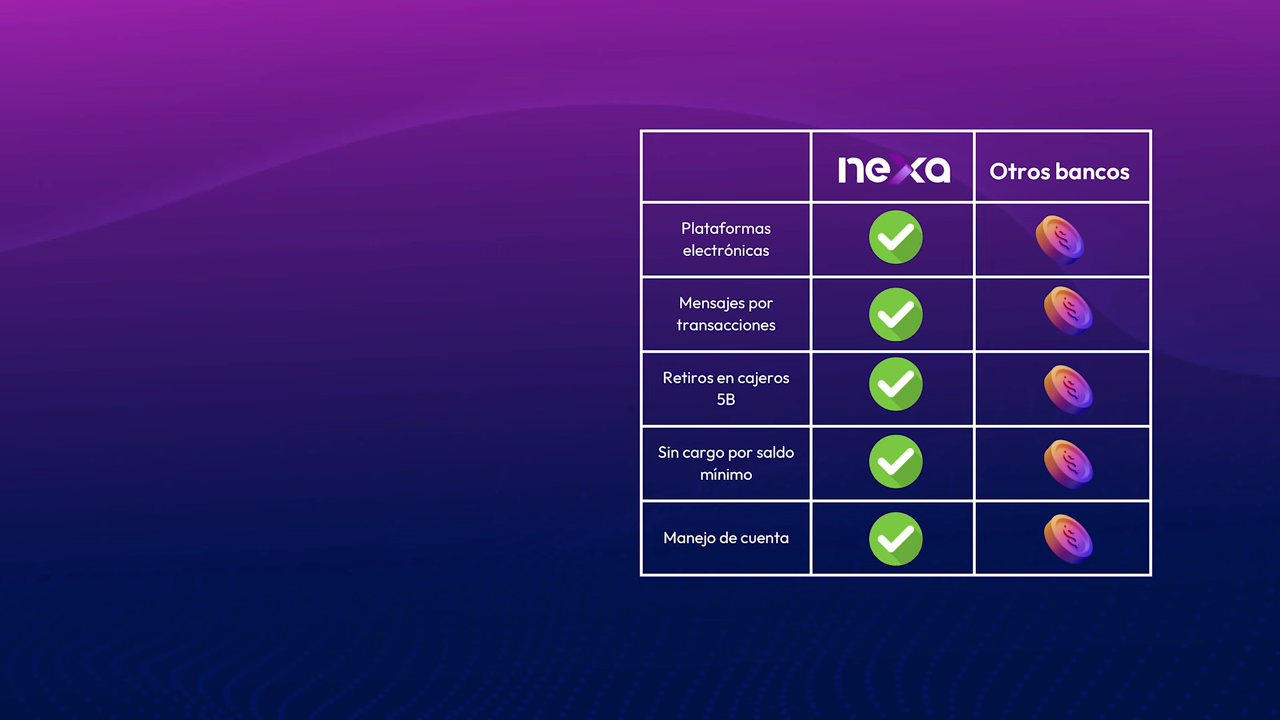 nexa
Otros bancos
Plataformas
electrónicas
Mensajes por
transacciones
Retiros en cajeros
5B
Sin cargo por saldo
mínimo
Manejo de cuenta